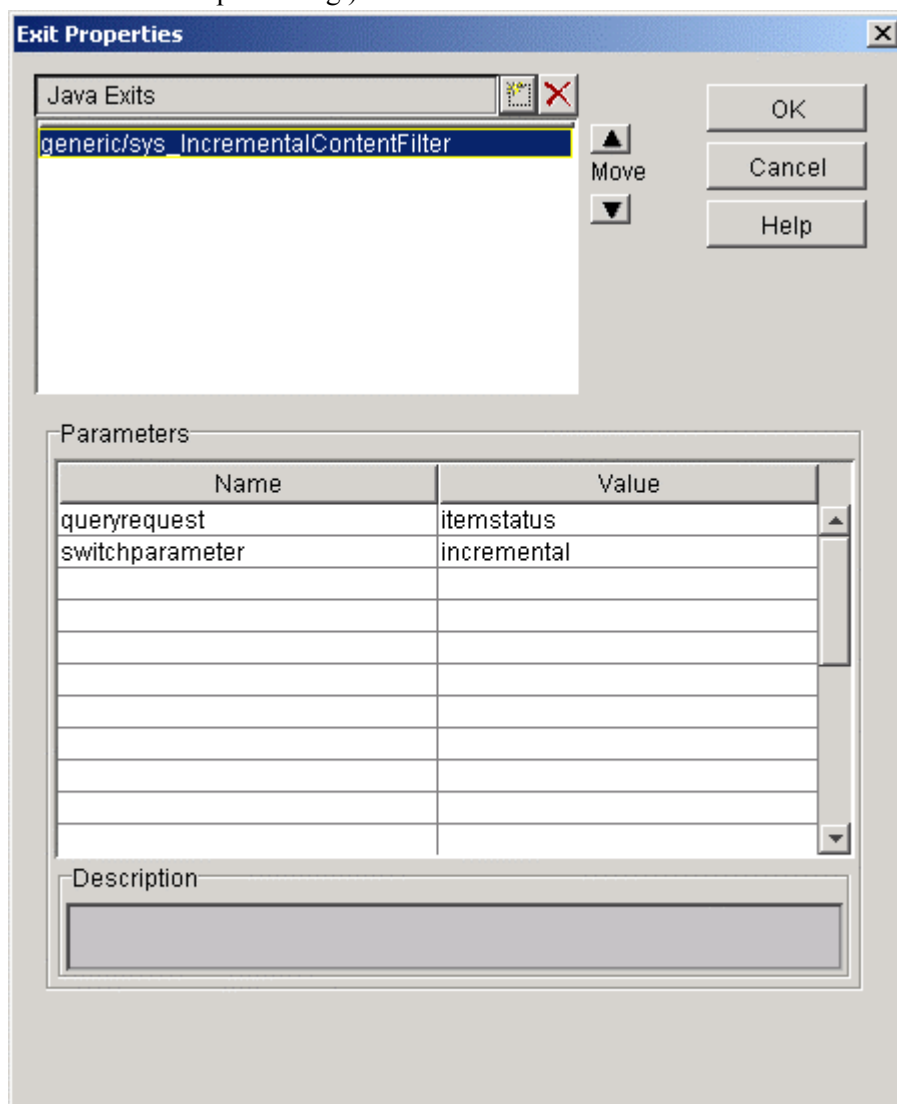 Exit Properties
Java Exits
OK
generic/sys_IncrementalContentFilter
Move
Cancel
Help
Parameters
Name Value
queryrequest itemstatus
switchparameter incremental
Description